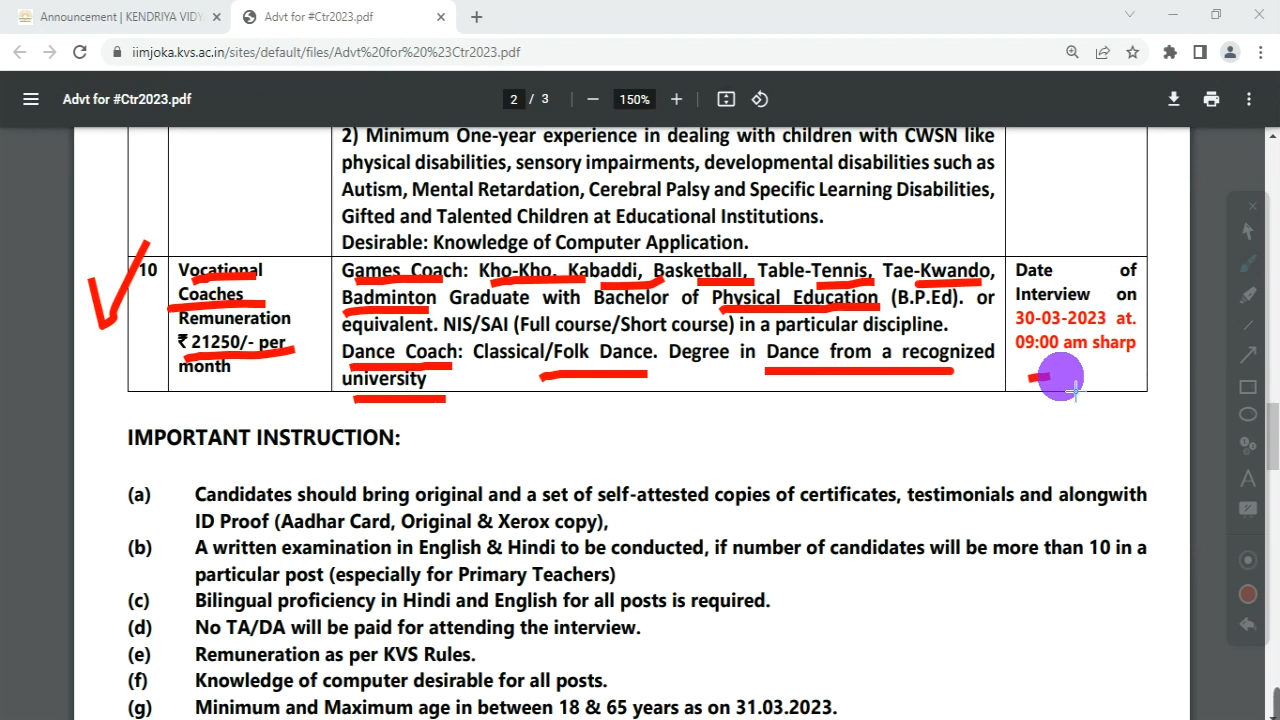 Announcement | KENDRIYA VIDY
Advt for #Ctr2023.pdf
iimjoka.kvs.ac.in/sites/default/files/Advt%20for%20%23Ctr2023.pdf
Advt for #Ctr2023.pdf
2 / 3
150%
2) Minimum One-year experience in dealing with children with CWSN like
physical disabilities, sensory impairments, developmental disabilities such as
Autism, Mental Retardation, Cerebral Palsy and Specific Learning Disabilities,
Gifted and Talented Children at Educational Institutions.
Desirable: Knowledge of Computer Application.
10
Vocational
Coaches
Remuneration
₹ 21250/- per
month
Games Coach: Kho-Kho, Kabaddi, Basketball, Table-Tennis, Tae-Kwando,
Badminton Graduate with Bachelor of Physical Education (B.P.Ed). or
equivalent. NIS/SAI (Full course/Short course) in a particular discipline.
Dance Coach: Classical/Folk Dance. Degree in Dance from a recognized
university
Date of
Interview on
30-03-2023 at.
09:00 am sharp
IMPORTANT INSTRUCTION:
(a) Candidates should bring original and a set of self-attested copies of certificates, testimonials and alongwith
ID Proof (Aadhar Card, Original & Xerox copy),
(b) A written examination in English & Hindi to be conducted, if number of candidates will be more than 10 in a
particular post (especially for Primary Teachers)
(c) Bilingual proficiency in Hindi and English for all posts is required.
(d) No TA/DA will be paid for attending the interview.
(e) Remuneration as per KVS Rules.
(f) Knowledge of computer desirable for all posts.
(g) Minimum and Maximum age in between 18 & 65 years as on 31.03.2023.